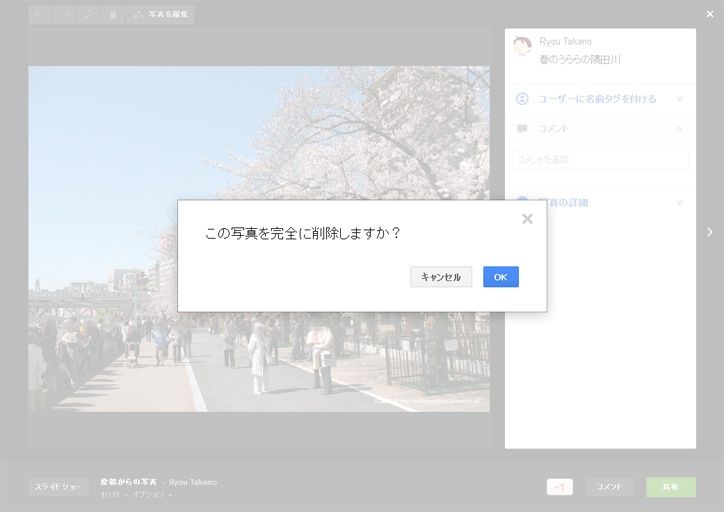 写真を編集
Ryou Takano
春のうららの隅田川
ユーザーに名前タグを付ける
コメント
コメントを追加...
写真の詳細
この写真を完全に削除しますか？
キャンセル
OK
スライドショー
投稿からの写真 - Ryou Takano
オプション
+1
コメント
共有